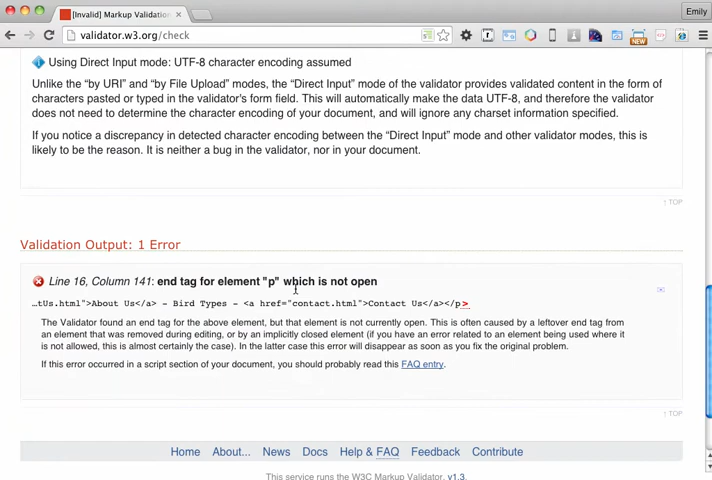 [Invalid] Markup Validation
Emily
validator.w3.org/check
NEW
Using Direct Input mode: UTF-8 character encoding assumed
Unlike the “by URI” and “by File Upload” modes, the “Direct Input” mode of the validator provides validated content in the form of
characters pasted or typed in the validator's form field. This will automatically make the data UTF-8, and therefore the validator
does not need to determine the character encoding of your document, and will ignore any charset information specified.
If you notice a discrepancy in detected character encoding between the “Direct Input” mode and other validator modes, this is
likely to be the reason. It is neither a bug in the validator, nor in your document.
↑ TOP
Validation Output: 1 Error
Line 16, Column 141: end tag for element "p" which is not open
…tUs.html">About Us</a> - Bird Types - <a href="contact.html">Contact Us</a></p>
The Validator found an end tag for the above element, but that element is not currently open. This is often caused by a leftover end tag from
an element that was removed during editing, or by an implicitly closed element (if you have an error related to an element being used where it
is not allowed, this is almost certainly the case). In the latter case this error will disappear as soon as you fix the original problem.
If this error occurred in a script section of your document, you should probably read this FAQ entry.
↑ TOP
Home About... News Docs Help & FAQ Feedback Contribute
This service runs the W3C Markup Validator, v1.3.